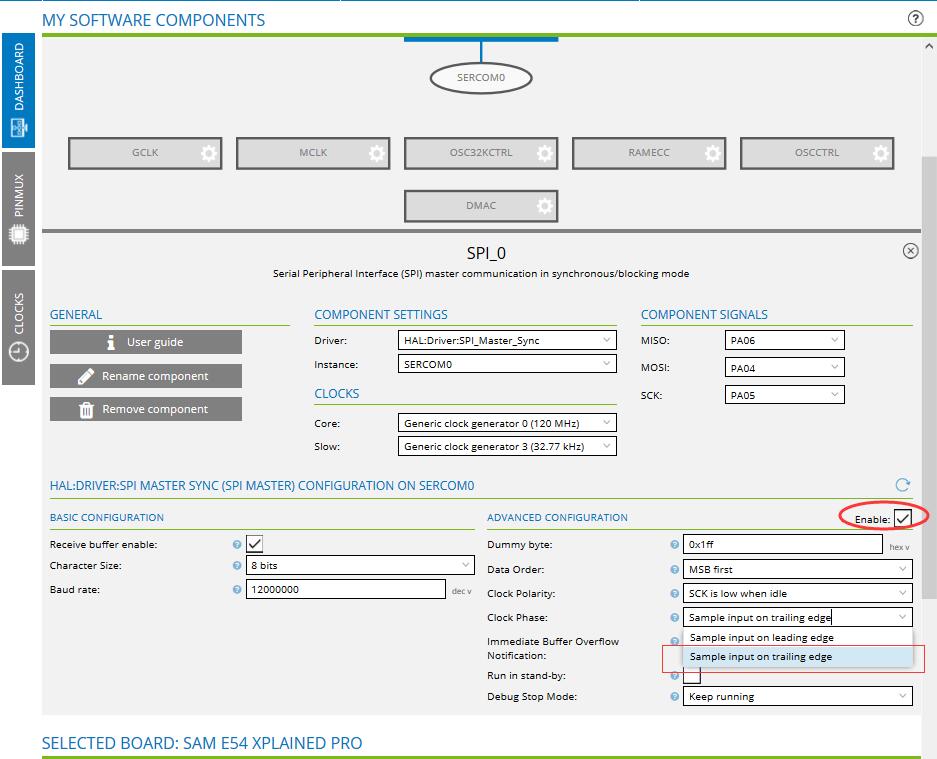 MY SOFTWARE COMPONENTS
?
DASHBOARD
PINMUX
CLOCKS
SERCOM0
GCLK
MCLK
OSC32KCTRL
RAMECC
OSCCTRL
DMAC
SPI_0
Serial Peripheral Interface (SPI) master communication in synchronous/blocking mode
GENERAL
User guide
Rename component
Remove component
COMPONENT SETTINGS
Driver: HAL:Driver:SPI_Master_Sync
Instance: SERCOM0
CLOCKS
Core: Generic clock generator 0 (120 MHz)
Slow: Generic clock generator 3 (32.77 kHz)
COMPONENT SIGNALS
MISO: PA06
MOSI: PA04
SCK: PA05
HAL:DRIVER:SPI MASTER SYNC (SPI MASTER) CONFIGURATION ON SERCOM0
BASIC CONFIGURATION
Receive buffer enable: ?
Character Size: ? 8 bits
Baud rate: ? 12000000 dec v
ADVANCED CONFIGURATION Enable:
Dummy byte: ? 0x1ff hex v
Data Order: ? MSB first
Clock Polarity: ? SCK is low when idle
Clock Phase: ? Sample input on trailing edge
Sample input on leading edge
Sample input on trailing edge
Immediate Buffer Overflow ?
Notification:
Run in stand-by: ?
Debug Stop Mode: ? Keep running
SELECTED BOARD: SAM E54 XPLAINED PRO